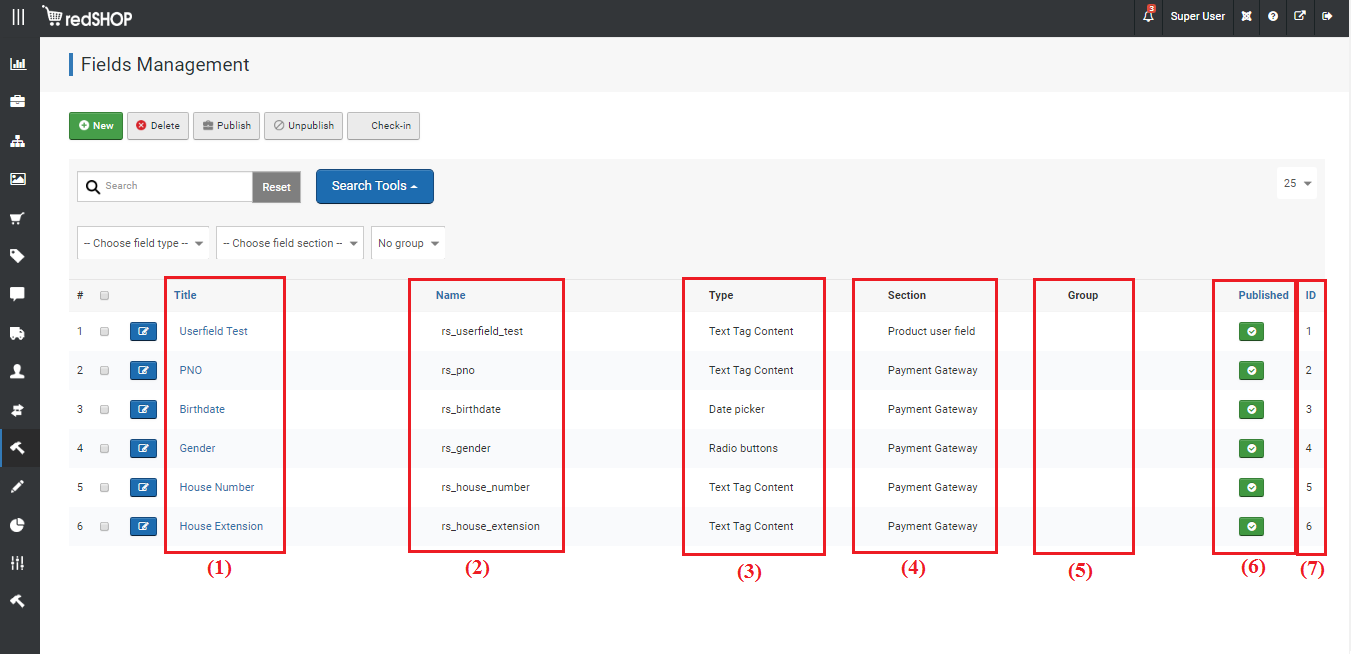 redSHOP
3
Super User
Fields Management
New Delete Publish Unpublish Check-in
Search Reset Search Tools 25
-- Choose field type -- -- Choose field section -- No group
# Title Name Type Section Group Published ID
1 Userfield Test rs_userfield_test Text Tag Content Product user field 1
2 PNO rs_pno Text Tag Content Payment Gateway 2
3 Birthdate rs_birthdate Date picker Payment Gateway 3
4 Gender rs_gender Radio buttons Payment Gateway 4
5 House Number rs_house_number Text Tag Content Payment Gateway 5
6 House Extension rs_house_extension Text Tag Content Payment Gateway 6
(1) (2) (3) (4) (5) (6) (7)